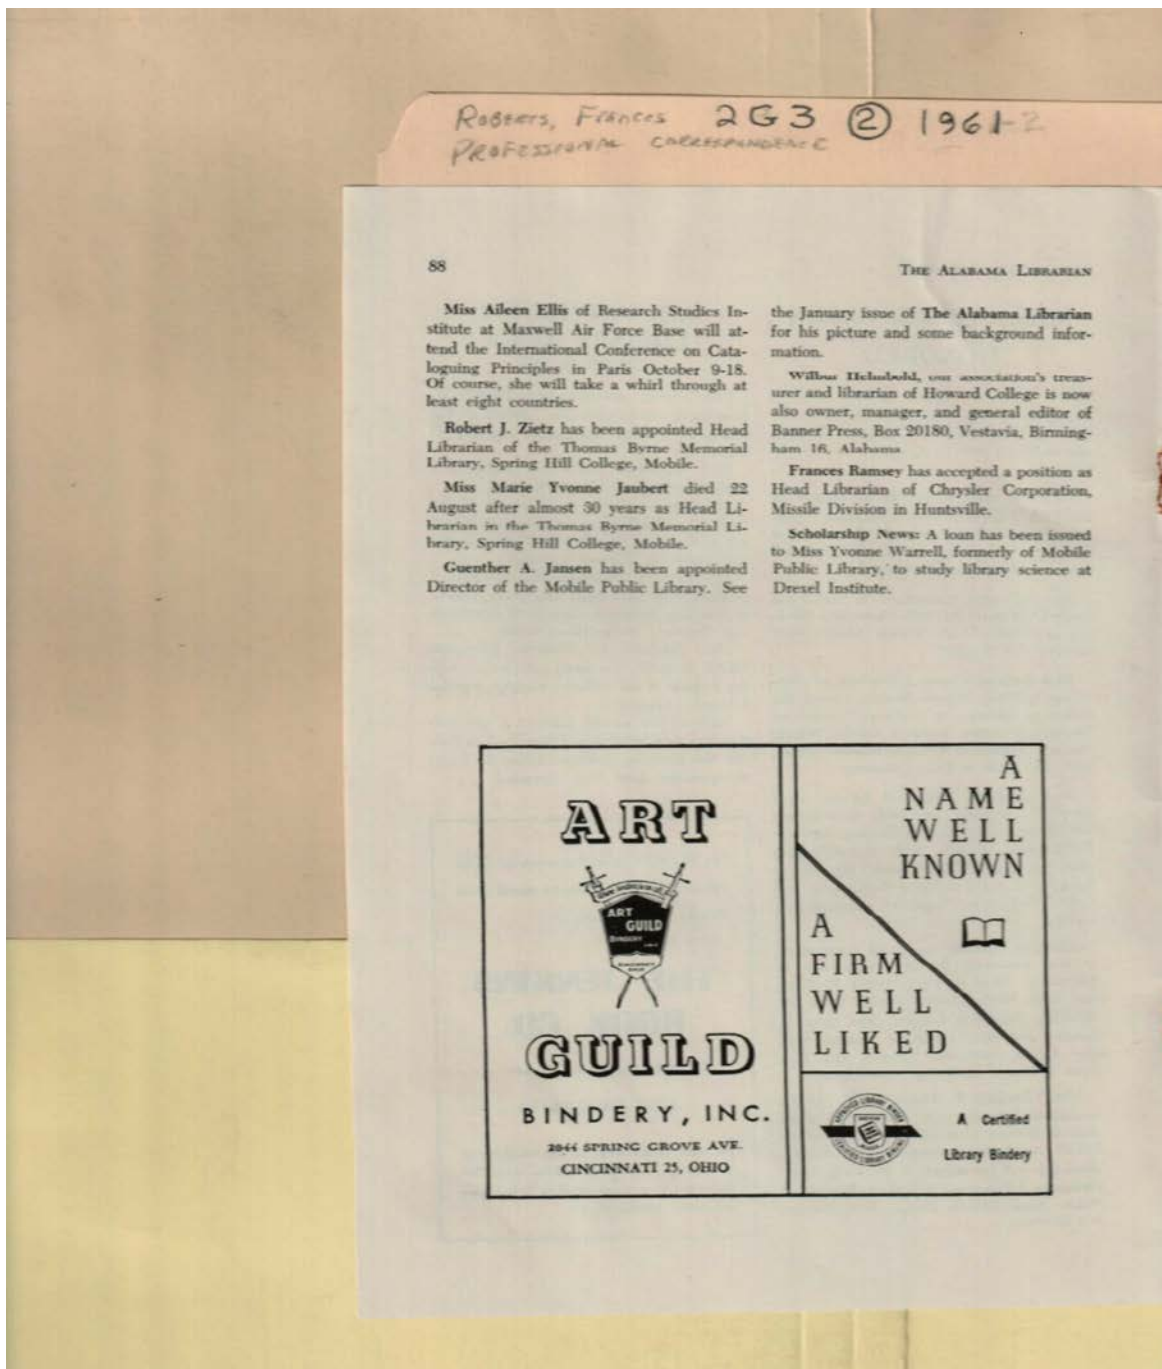 Roberts, Frances 2G3 ② 1961-2
PROFESSIONAL CORRESPONDENCE
88
THE ALABAMA LIBRARIAN
Miss Aileen Ellis of Research Studies In-
stitute at Maxwell Air Force Base will at-
tend the International Conference on Cata-
loguing Principles in Paris October 9-18.
Of course, she will take a whirl through at
least eight countries.
Robert J. Zietz has been appointed Head
Librarian of the Thomas Byrne Memorial
Library, Spring Hill College, Mobile.
Miss Marie Yvonne Jaubert died 22
August after almost 30 years as Head Li-
brarian in the Thomas Byrne Memorial Li-
brary, Spring Hill College, Mobile.
Guenther A. Jansen has been appointed
Director of the Mobile Public Library. See
the January issue of The Alabama Librarian
for his picture and some background infor-
mation.
Wilbur Helmbold, our association's treas-
urer and librarian of Howard College is now
also owner, manager, and general editor of
Banner Press, Box 20180, Vestavia, Birming-
ham 16, Alabama
Frances Ramsey has accepted a position as
Head Librarian of Chrysler Corporation,
Missile Division in Huntsville.
Scholarship News: A loan has been issued
to Miss Yvonne Warrell, formerly of Mobile
Public Library, to study library science at
Drexel Institute.
ART
ART
GUILD
BINDERY
GUILD
BINDERY, INC.
2044 SPRING GROVE AVE.
CINCINNATI 25, OHIO
A
NAME
WELL
KNOWN
A
FIRM
WELL
LIKED
A Certified
Library Bindery